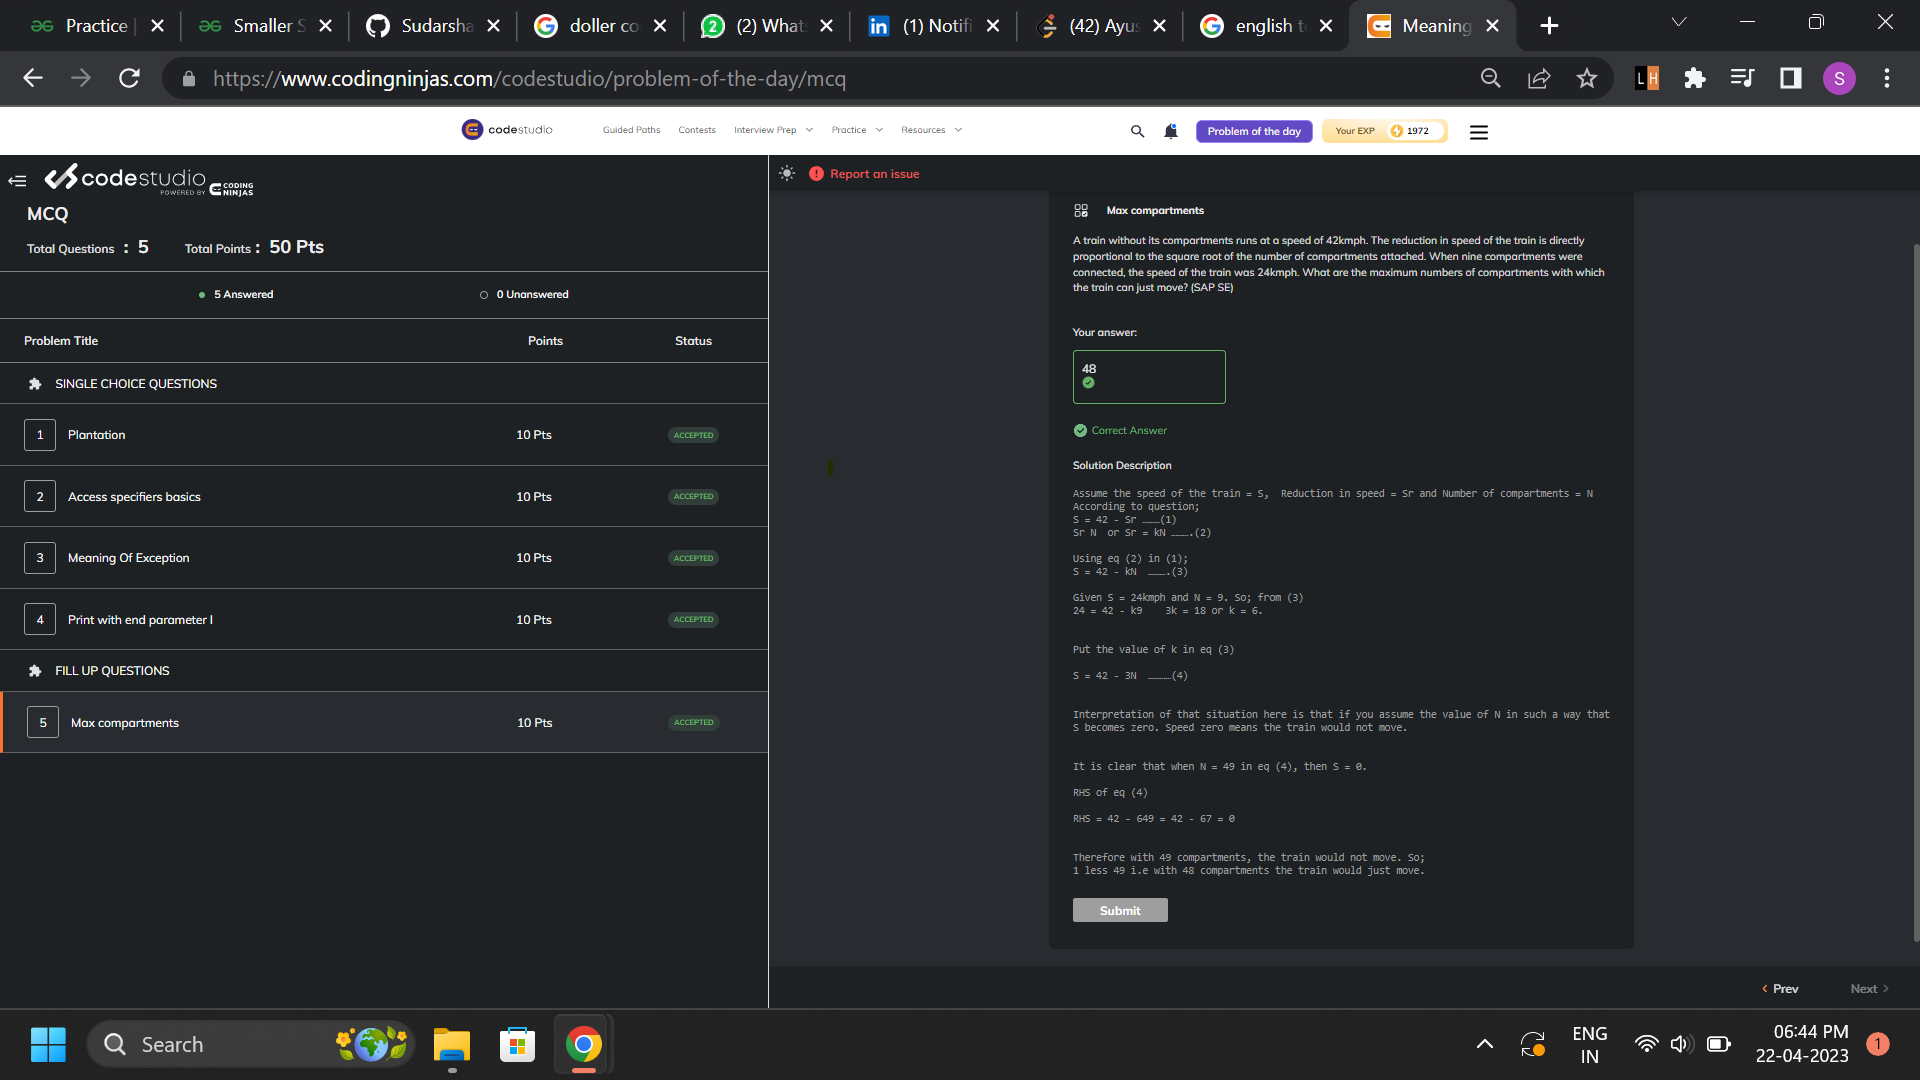 Practice
Smaller S
Sudarsha
doller co
(2) Whats
(1) Notifi
(42) Ayus
english t
Meaning
https://www.codingninjas.com/codestudio/problem-of-the-day/mcq
L H
S
codestudio
Guided Paths
Contests
Interview Prep
Practice
Resources
Problem of the day
Your EXP
1972
codestudio
POWERED BY CODING NINJAS
Report an issue
MCQ
Total Questions : 5
Total Points : 50 Pts
5 Answered
0 Unanswered
Problem Title
Points
Status
SINGLE CHOICE QUESTIONS
1 Plantation 10 Pts ACCEPTED
2 Access specifiers basics 10 Pts ACCEPTED
3 Meaning Of Exception 10 Pts ACCEPTED
4 Print with end parameter I 10 Pts ACCEPTED
FILL UP QUESTIONS
5 Max compartments 10 Pts ACCEPTED
Max compartments
A train without its compartments runs at a speed of 42kmph. The reduction in speed of the train is directly
proportional to the square root of the number of compartments attached. When nine compartments were
connected, the speed of the train was 24kmph. What are the maximum numbers of compartments with which
the train can just move? (SAP SE)
Your answer:
48
Correct Answer
Solution Description
Assume the speed of the train = S,  Reduction in speed = Sr and Number of compartments = N
According to question;
S = 42 - Sr ………(1)
Sr N  or Sr = kN ……….(2)
Using eq (2) in (1);
S = 42 - kN  ……….(3)
Given S = 24kmph and N = 9. So; from (3)
24 = 42 - k9    3k = 18 or k = 6.
Put the value of k in eq (3)
S = 42 - 3N  …………(4)
Interpretation of that situation here is that if you assume the value of N in such a way that
S becomes zero. Speed zero means the train would not move.
It is clear that when N = 49 in eq (4), then S = 0.
RHS of eq (4)
RHS = 42 - 649 = 42 - 67 = 0
Therefore with 49 compartments, the train would not move. So;
1 less 49 i.e with 48 compartments the train would just move.
Submit
Prev
Next
Search
ENG
IN
06:44 PM
22-04-2023
1